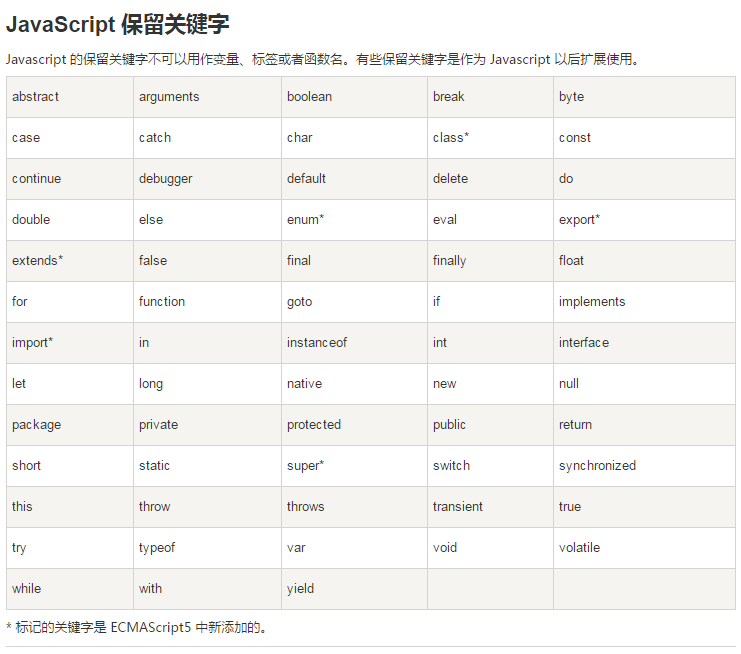 JavaScript 保留关键字
Javascript 的保留关键字不可以用作变量、标签或者函数名。有些保留关键字是作为 Javascript 以后扩展使用。
abstract arguments boolean break byte
case catch char class* const
continue debugger default delete do
double else enum* eval export*
extends* false final finally float
for function goto if implements
import* in instanceof int interface
let long native new null
package private protected public return
short static super* switch synchronized
this throw throws transient true
try typeof var void volatile
while with yield
* 标记的关键字是 ECMAScript5 中新添加的。